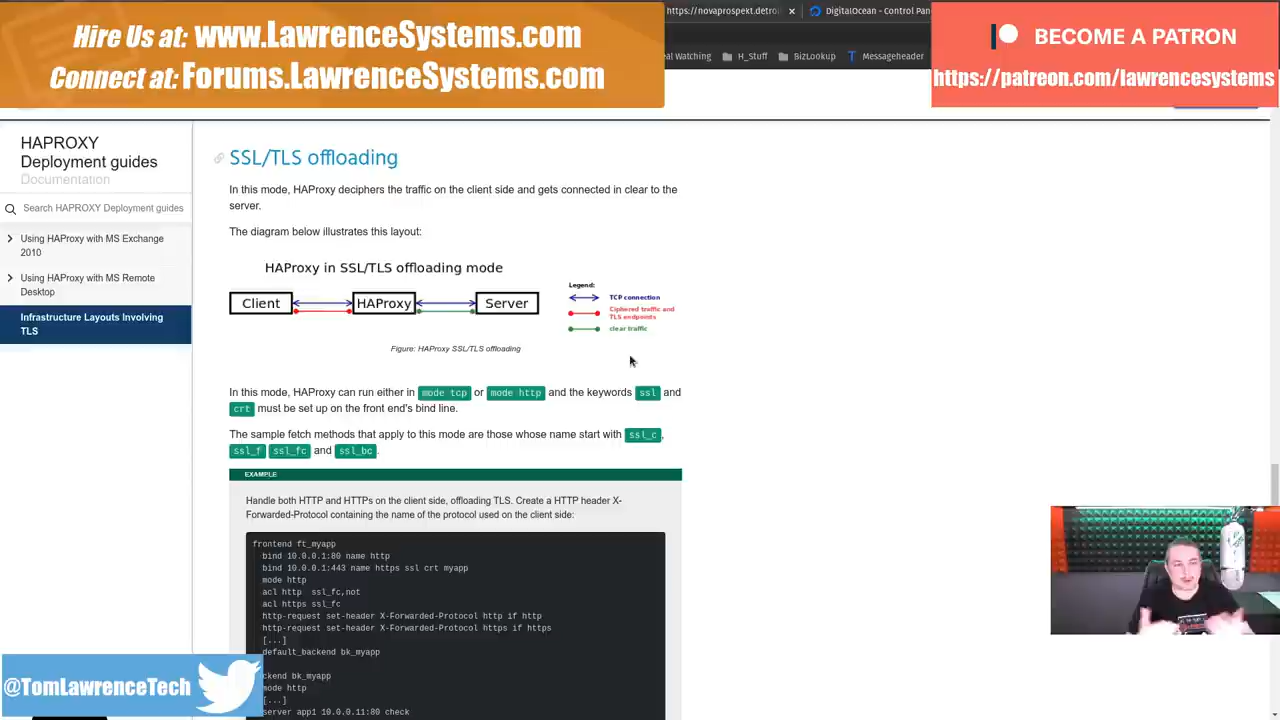 Hire Us at: www.LawrenceSystems.com
Connect at: Forums.LawrenceSystems.com
https://novaprospekt.detro
DigitalOcean - Control Pan
BECOME A PATRON
https://patreon.com/lawrencesystems
eal Watching
H_Stuff
BizLookup
Messageheader
HAPROXY
Deployment guides
Documentation
Search HAPROXY Deployment guides
Using HAProxy with MS Exchange
2010
Using HAProxy with MS Remote
Desktop
Infrastructure Layouts Involving
TLS
SSL/TLS offloading
In this mode, HAProxy deciphers the traffic on the client side and gets connected in clear to the
server.
The diagram below illustrates this layout:
HAProxy in SSL/TLS offloading mode
Client
HAProxy
Server
Legend:
TCP connection
Ciphered traffic and
TLS endpoints
clear traffic
Figure: HAProxy SSL/TLS offloading
In this mode, HAProxy can run either in mode tcp or mode http and the keywords ssl and
crt must be set up on the front end's bind line.
The sample fetch methods that apply to this mode are those whose name start with ssl_c,
ssl_f ssl_fc and ssl_bc.
EXAMPLE
Handle both HTTP and HTTPs on the client side, offloading TLS. Create a HTTP header X-
Forwarded-Protocol containing the name of the protocol used on the client side:
frontend ft_myapp
bind 10.0.0.1:80 name http
bind 10.0.0.1:443 name https ssl crt myapp
mode http
acl http ssl_fc,not
acl https ssl_fc
http-request set-header X-Forwarded-Protocol http if http
http-request set-header X-Forwarded-Protocol https if https
[...]
default_backend bk_myapp
ckend bk_myapp
mode http
[...]
server app1 10.0.0.11:80 check
@TomLawrenceTech